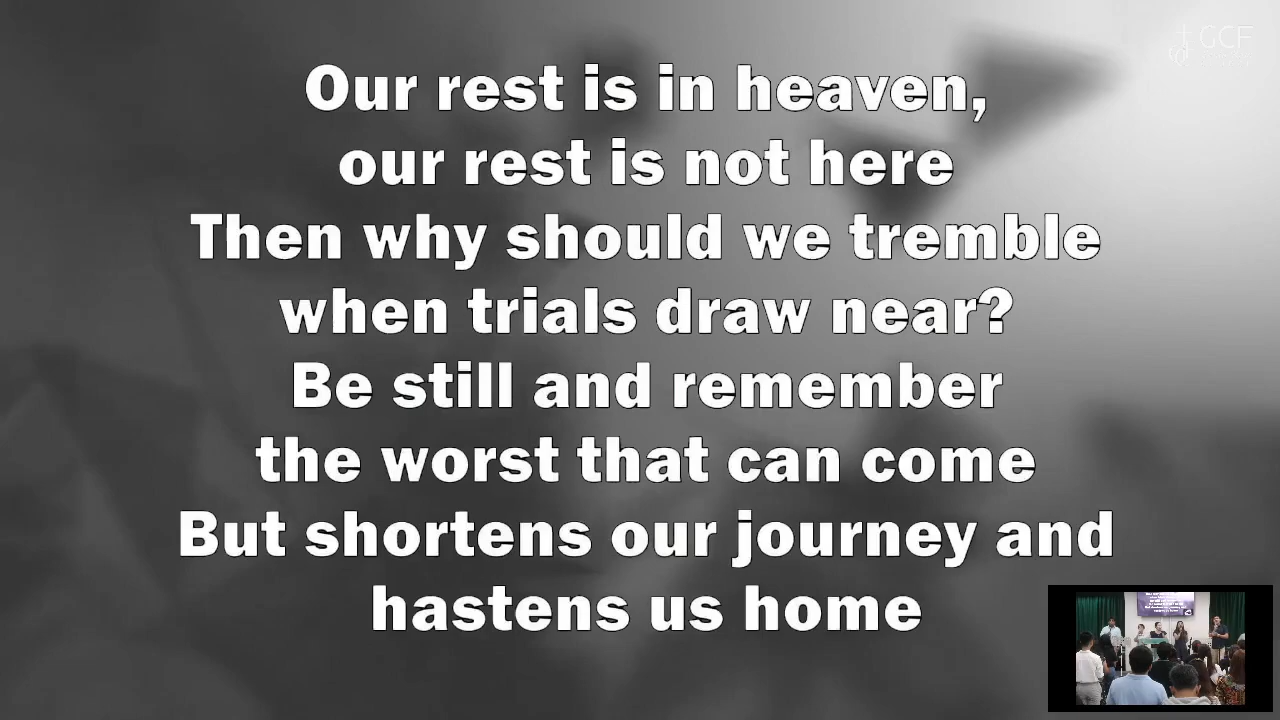 GCF
Our rest is in heaven,
our rest is not here
Then why should we tremble
when trials draw near?
Be still and remember
the worst that can come
But shortens our journey and
hastens us home